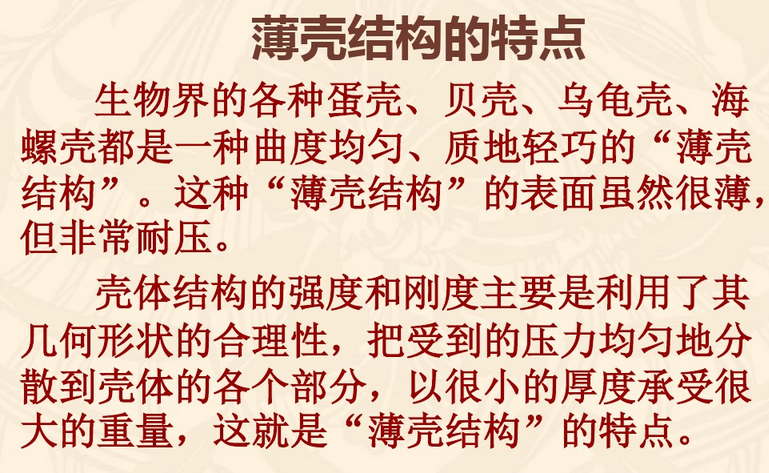 薄壳结构的特点
生物界的各种蛋壳、贝壳、乌龟壳、海
螺壳都是一种曲度均匀、质地轻巧的“薄壳
结构”。这种“薄壳结构”的表面虽然很薄，
但非常耐压。
壳体结构的强度和刚度主要是利用了其
几何形状的合理性，把受到的压力均匀地分
散到壳体的各个部分，以很小的厚度承受很
大的重量，这就是“薄壳结构”的特点。